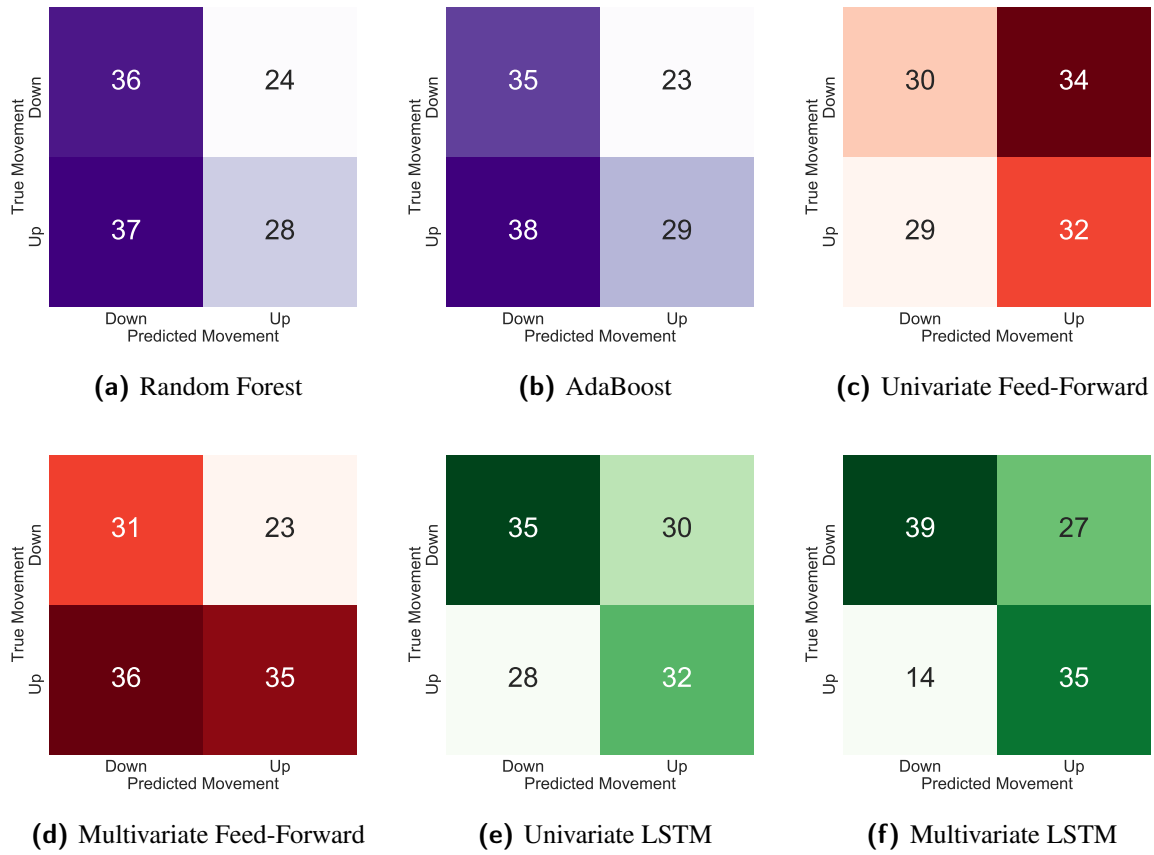 True Movement
Down
Up
36
24
37
28
Down
Up
Predicted Movement
(a) Random Forest
True Movement
Down
Up
35
23
38
29
Down
Up
Predicted Movement
(b) AdaBoost
True Movement
Down
Up
30
34
29
32
Down
Up
Predicted Movement
(c) Univariate Feed-Forward
True Movement
Down
Up
31
23
36
35
Down
Up
Predicted Movement
(d) Multivariate Feed-Forward
True Movement
Down
Up
35
30
28
32
Down
Up
Predicted Movement
(e) Univariate LSTM
True Movement
Down
Up
39
27
14
35
Down
Up
Predicted Movement
(f) Multivariate LSTM